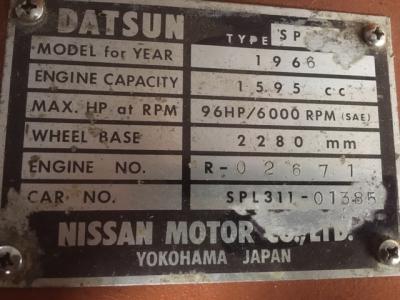 DATSUN TYPE SP
MODEL for YEAR 1966
ENGINE CAPACITY 1595 cc
MAX. HP at RPM 96HP/6000 RPM (SAE)
WHEEL BASE 2280 mm
ENGINE NO. R-02671
CAR NO. SPL311-01385
NISSAN MOTOR CO., LTD.
YOKOHAMA JAPAN